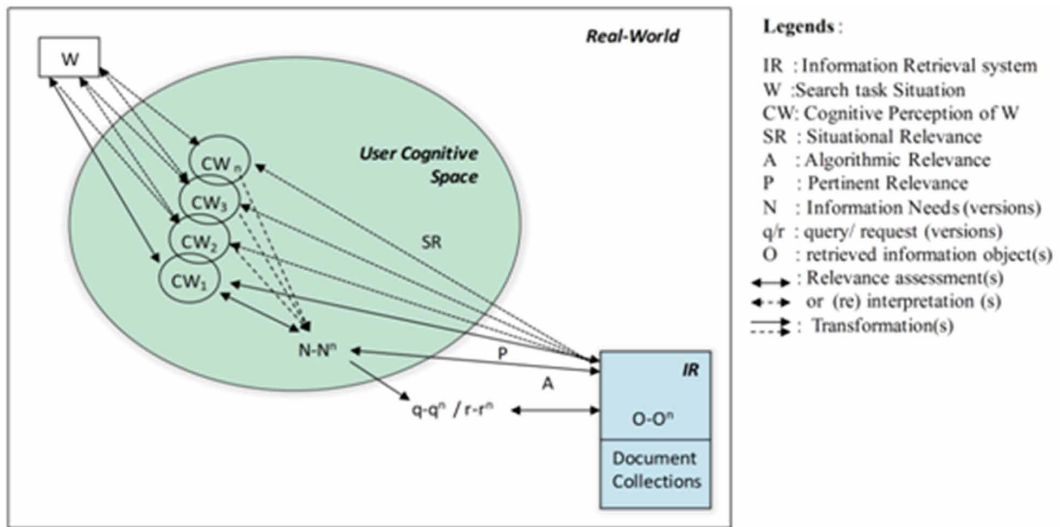 W
Real-World
User Cognitive
Space
CW n
CW₃
CW₂
CW₁
SR
N-Nⁿ
P
A
q-qⁿ / r-rⁿ
IR
O-Oⁿ
Document
Collections
Legends :
IR : Information Retrieval system
W :Search task Situation
CW: Cognitive Perception of W
SR : Situational Relevance
A : Algorithmic Relevance
P : Pertinent Relevance
N : Information Needs (versions)
q/r : query/ request (versions)
O : retrieved information object(s)
: Relevance assessment(s)
or (re) interpretation (s)
: Transformation(s)